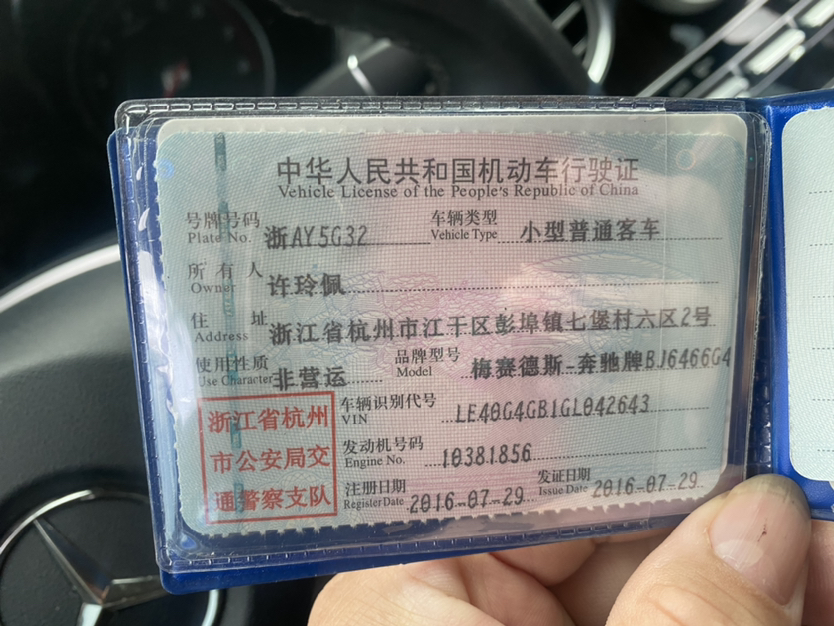 中华人民共和国机动车行驶证
Vehicle License of the People's Republic of China
号牌号码 浙AY5G32 车辆类型 小型普通客车
Plate No. Vehicle Type
所有人 许玲佩
Owner
住址 浙江省杭州市江干区彭埠镇七堡村六区2号
Address
使用性质 非营运 品牌型号 梅赛德斯-奔驰牌BJ6466G4
Use Character Model
浙江省杭州
市公安局交
通警察支队
车辆识别代号 LE40G4GB1GL042643
VIN
发动机号码 10381856
Engine No.
注册日期 2016-07-29 发证日期 2016-07-29
Register Date Issue Date